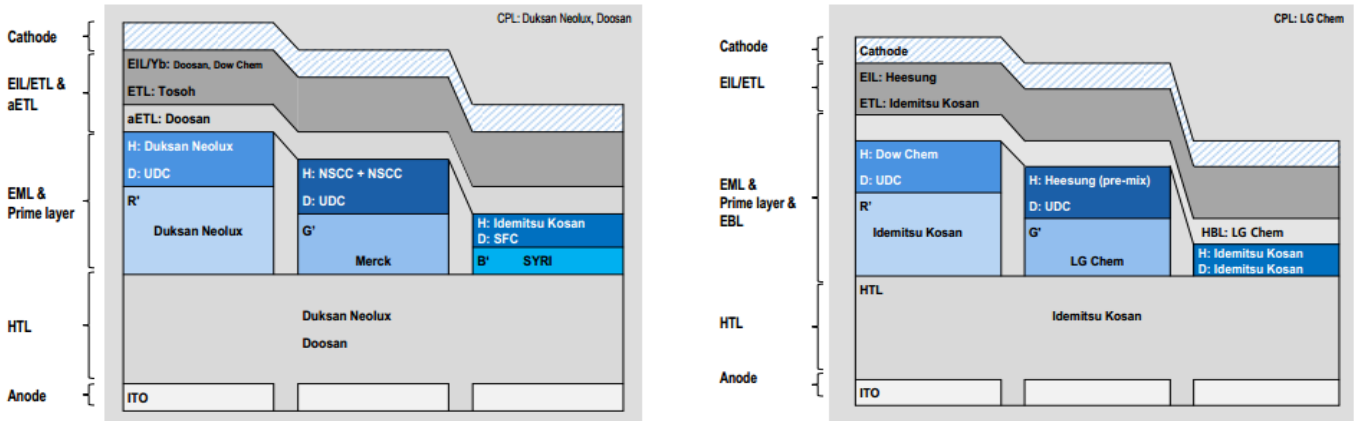 CPL: Duksan Neolux, Doosan
Cathode
EIL/ETL &
aETL
EML &
Prime layer
HTL
Anode
EIL/Yb: Doosan, Dow Chem
ETL: Tosoh
aETL: Doosan
H: Duksan Neolux
D: UDC
R'
Duksan Neolux
H: NSCC + NSCC
D: UDC
G'
Merck
H: Idemitsu Kosan
D: SFC
B' SYRI
Duksan Neolux
Doosan
ITO
CPL: LG Chem
Cathode
EIL/ETL
EML &
Prime layer &
EBL
HTL
Anode
Cathode
EIL: Heesung
ETL: Idemitsu Kosan
H: Dow Chem
D: UDC
R'
Idemitsu Kosan
H: Heesung (pre-mix)
D: UDC
G'
LG Chem
HBL: LG Chem
H: Idemitsu Kosan
D: Idemitsu Kosan
HTL
Idemitsu Kosan
ITO